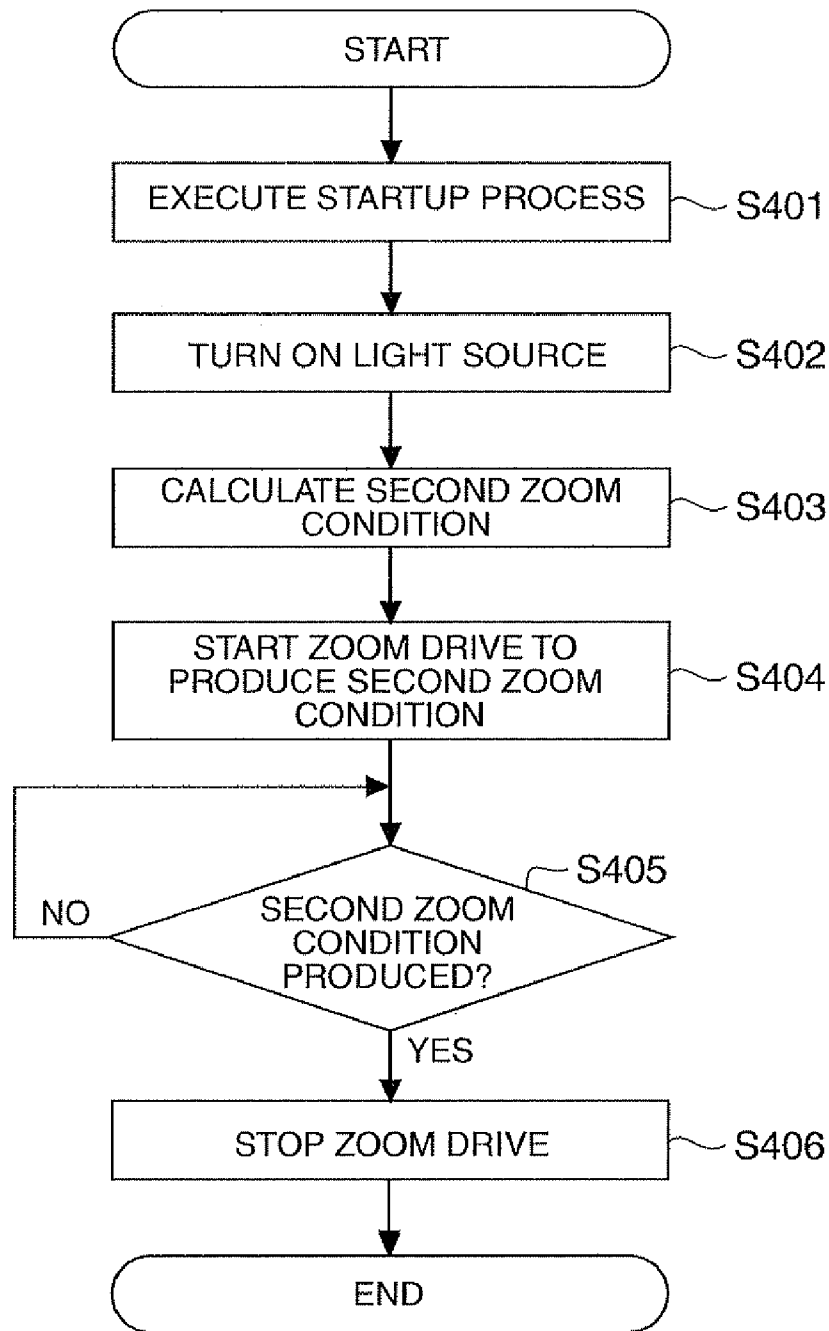 START
EXECUTE STARTUP PROCESS
S401
TURN ON LIGHT SOURCE
S402
CALCULATE SECOND ZOOM
CONDITION
S403
START ZOOM DRIVE TO
PRODUCE SECOND ZOOM
CONDITION
S404
S405
SECOND ZOOM
CONDITION
PRODUCED?
NO
YES
STOP ZOOM DRIVE
S406
END